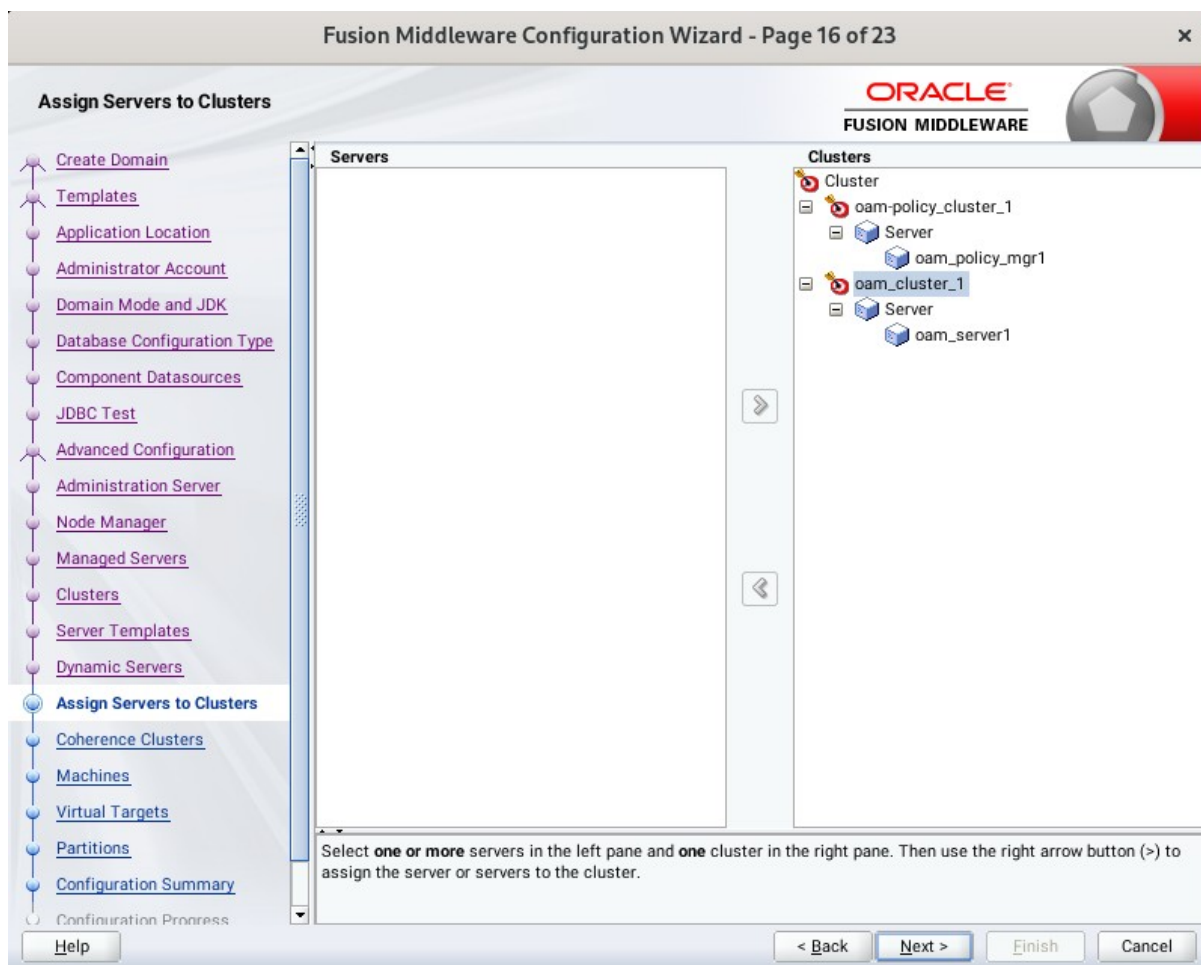 Fusion Middleware Configuration Wizard - Page 16 of 23
Assign Servers to Clusters
ORACLE
FUSION MIDDLEWARE
Create Domain
Templates
Application Location
Administrator Account
Domain Mode and JDK
Database Configuration Type
Component Datasources
JDBC Test
Advanced Configuration
Administration Server
Node Manager
Managed Servers
Clusters
Server Templates
Dynamic Servers
Assign Servers to Clusters
Coherence Clusters
Machines
Virtual Targets
Partitions
Configuration Summary
Configuration Progress
Servers
Clusters
Cluster
oam-policy_cluster_1
Server
oam_policy_mgr1
oam_cluster_1
Server
oam_server1
Select one or more servers in the left pane and one cluster in the right pane. Then use the right arrow button (>) to
assign the server or servers to the cluster.
Help
< Back
Next >
Finish
Cancel